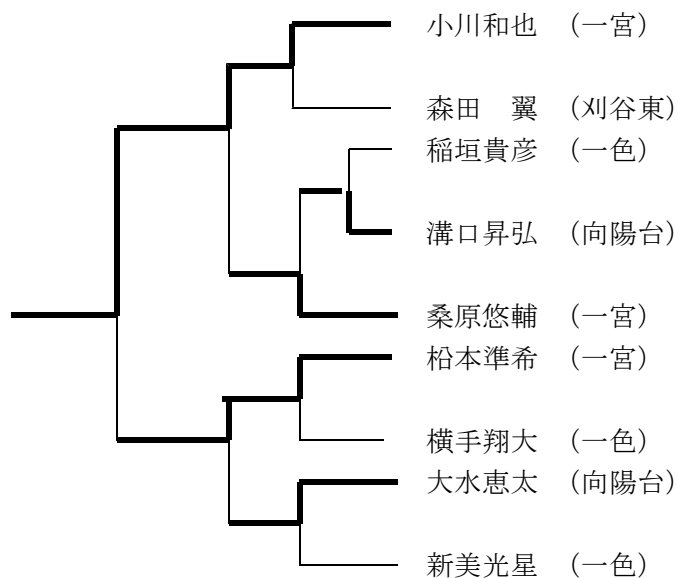 小川和也　（一宮）
森田　翼　（刈谷東）
稲垣貴彦　（一色）
溝口昇弘　（向陽台）
桑原悠輔　（一宮）
枩本準希　（一宮）
横手翔大　（一色）
大水恵太　（向陽台）
新美光星　（一色）